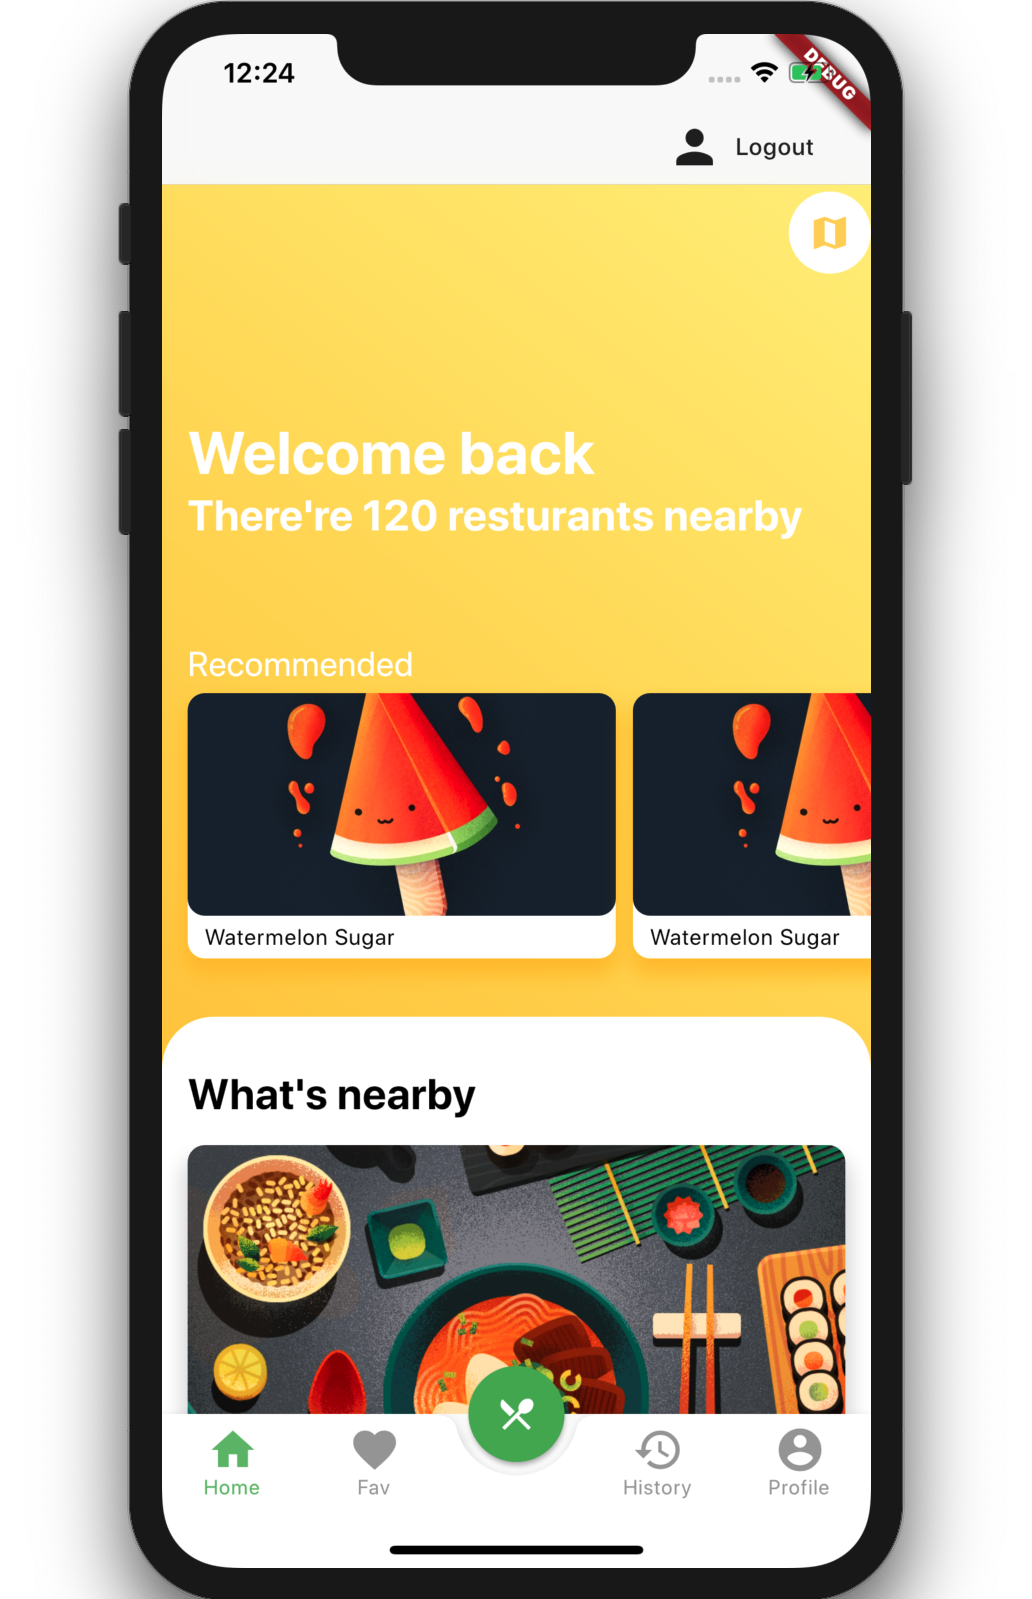 12:24
DEBUG
Logout
Welcome back
There're 120 resturants nearby
Recommended
Watermelon Sugar
Watermelon Sugar
What's nearby
Home
Fav
History
Profile